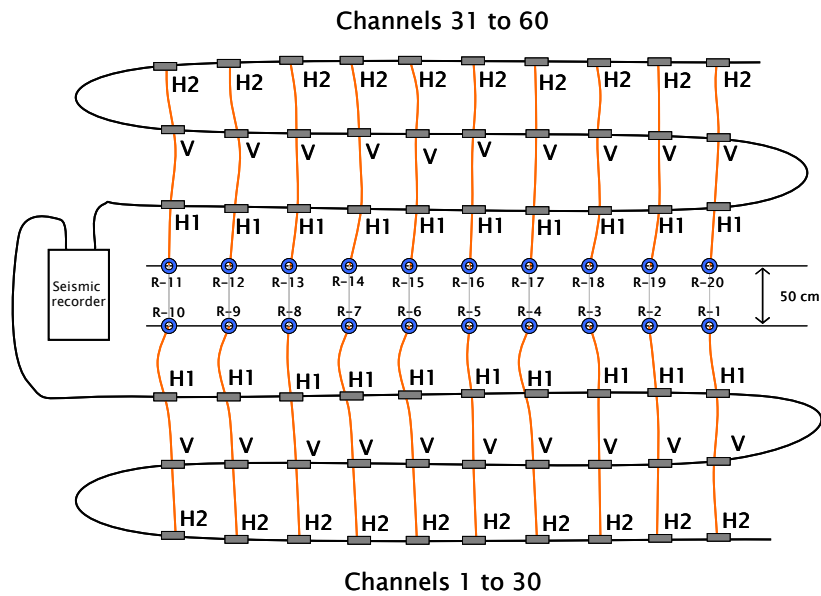 Channels 31 to 60
H2 H2 H2 H2 H2 H2 H2 H2 H2 H2
V V V V V V V V V V
H1 H1 H1 H1 H1 H1 H1 H1 H1 H1
R-11 R-12 R-13 R-14 R-15 R-16 R-17 R-18 R-19 R-20
Seismic
recorder
50 cm
R-10 R-9 R-8 R-7 R-6 R-5 R-4 R-3 R-2 R-1
H1 H1 H1 H1 H1 H1 H1 H1 H1 H1
V V V V V V V V V V
H2 H2 H2 H2 H2 H2 H2 H2 H2 H2
Channels 1 to 30